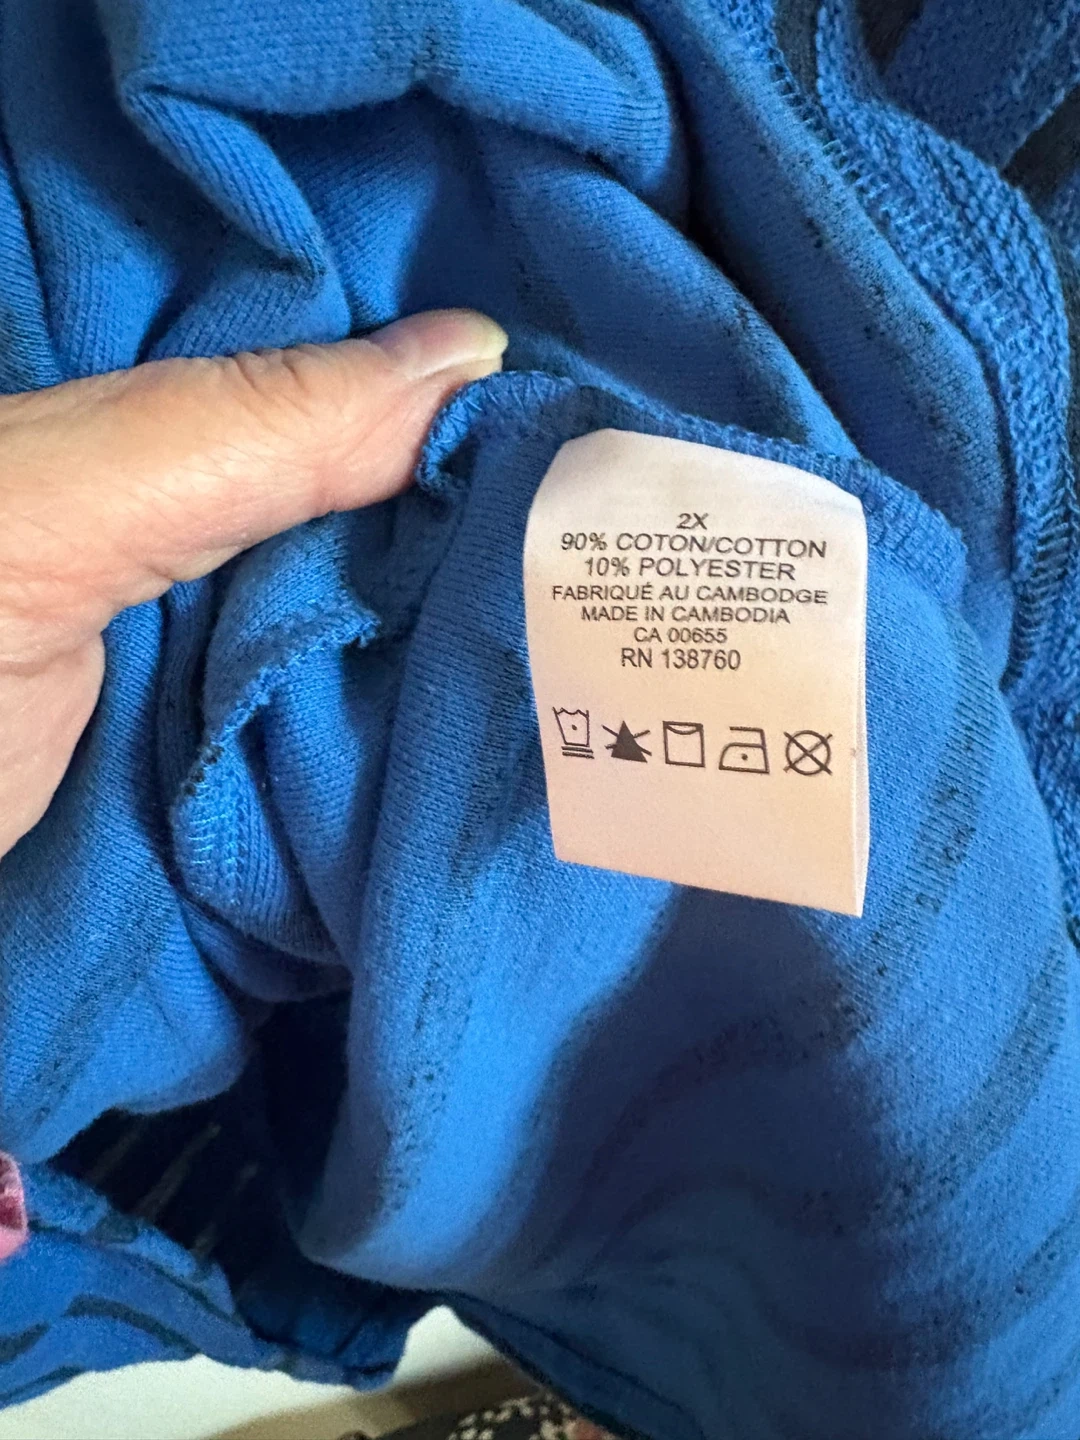 2X
90% COTON/COTTON
10% POLYESTER
FABRIQUÉ AU CAMBODGE
MADE IN CAMBODIA
CA 00655
RN 138760